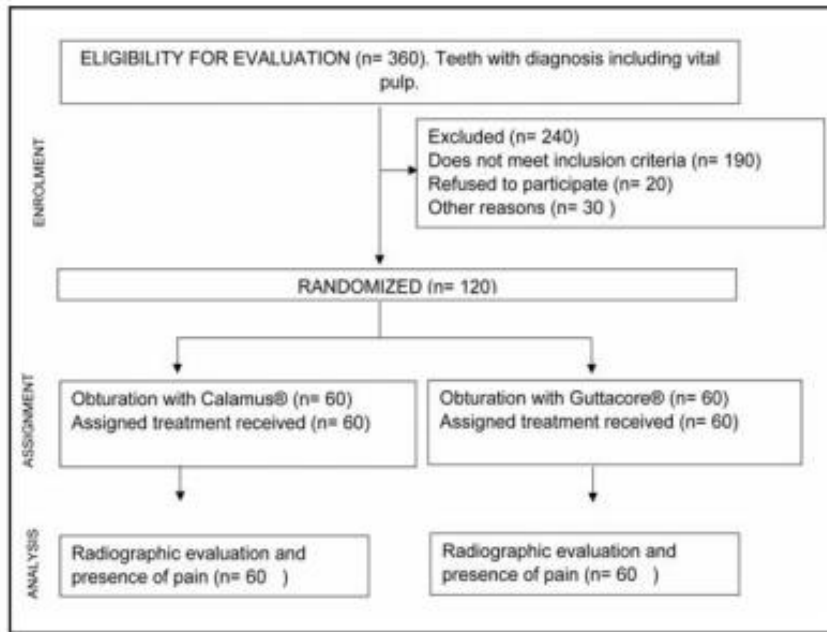 ELIGIBILITY FOR EVALUATION (n= 360). Teeth with diagnosis including vital
pulp.
ENROLMENT
Excluded (n= 240)
Does not meet inclusion criteria (n= 190)
Refused to participate (n= 20)
Other reasons (n= 30 )
RANDOMIZED (n= 120)
ASSIGNMENT
Obturation with Calamus® (n= 60)
Assigned treatment received (n= 60)
Obturation with Guttacore® (n= 60)
Assigned treatment received (n= 60)
ANALYSIS
Radiographic evaluation and
presence of pain (n= 60 )
Radiographic evaluation and
presence of pain (n= 60 )